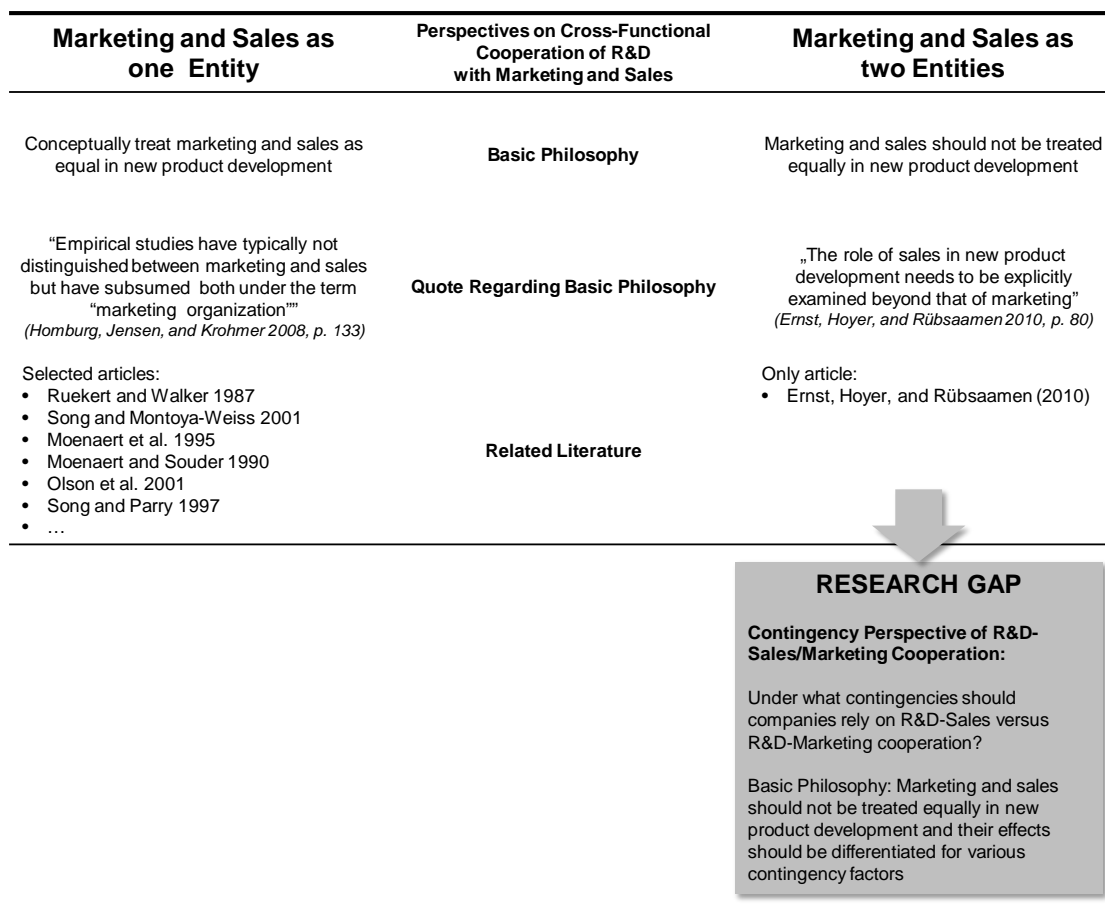 Marketing and Sales as
one Entity
Perspectives on Cross-Functional
Cooperation of R&D
with Marketing and Sales
Marketing and Sales as
two Entities
Conceptually treat marketing and sales as
equal in new product development
Basic Philosophy
Marketing and sales should not be treated
equally in new product development
“Empirical studies have typically not
distinguished between marketing and sales
but have subsumed both under the term
“marketing organization””
(Homburg, Jensen, and Krohmer 2008, p. 133)
Quote Regarding Basic Philosophy
„The role of sales in new product
development needs to be explicitly
examined beyond that of marketing”
(Ernst, Hoyer, and Rübsaamen 2010, p. 80)
Selected articles:
• Ruekert and Walker 1987
• Song and Montoya-Weiss 2001
• Moenaert et al. 1995
• Moenaert and Souder 1990
• Olson et al. 2001
• Song and Parry 1997
• …
Related Literature
Only article:
• Ernst, Hoyer, and Rübsaamen (2010)
RESEARCH GAP
Contingency Perspective of R&D-
Sales/Marketing Cooperation:
Under what contingencies should
companies rely on R&D-Sales versus
R&D-Marketing cooperation?
Basic Philosophy: Marketing and sales
should not be treated equally in new
product development and their effects
should be differentiated for various
contingency factors